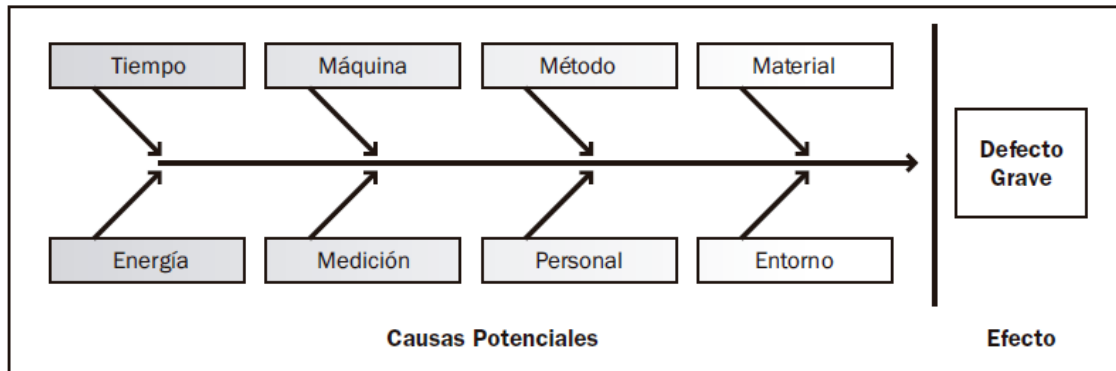 Tiempo
Máquina
Método
Material
Defecto
Grave
Energía
Medición
Personal
Entorno
Causas Potenciales
Efecto